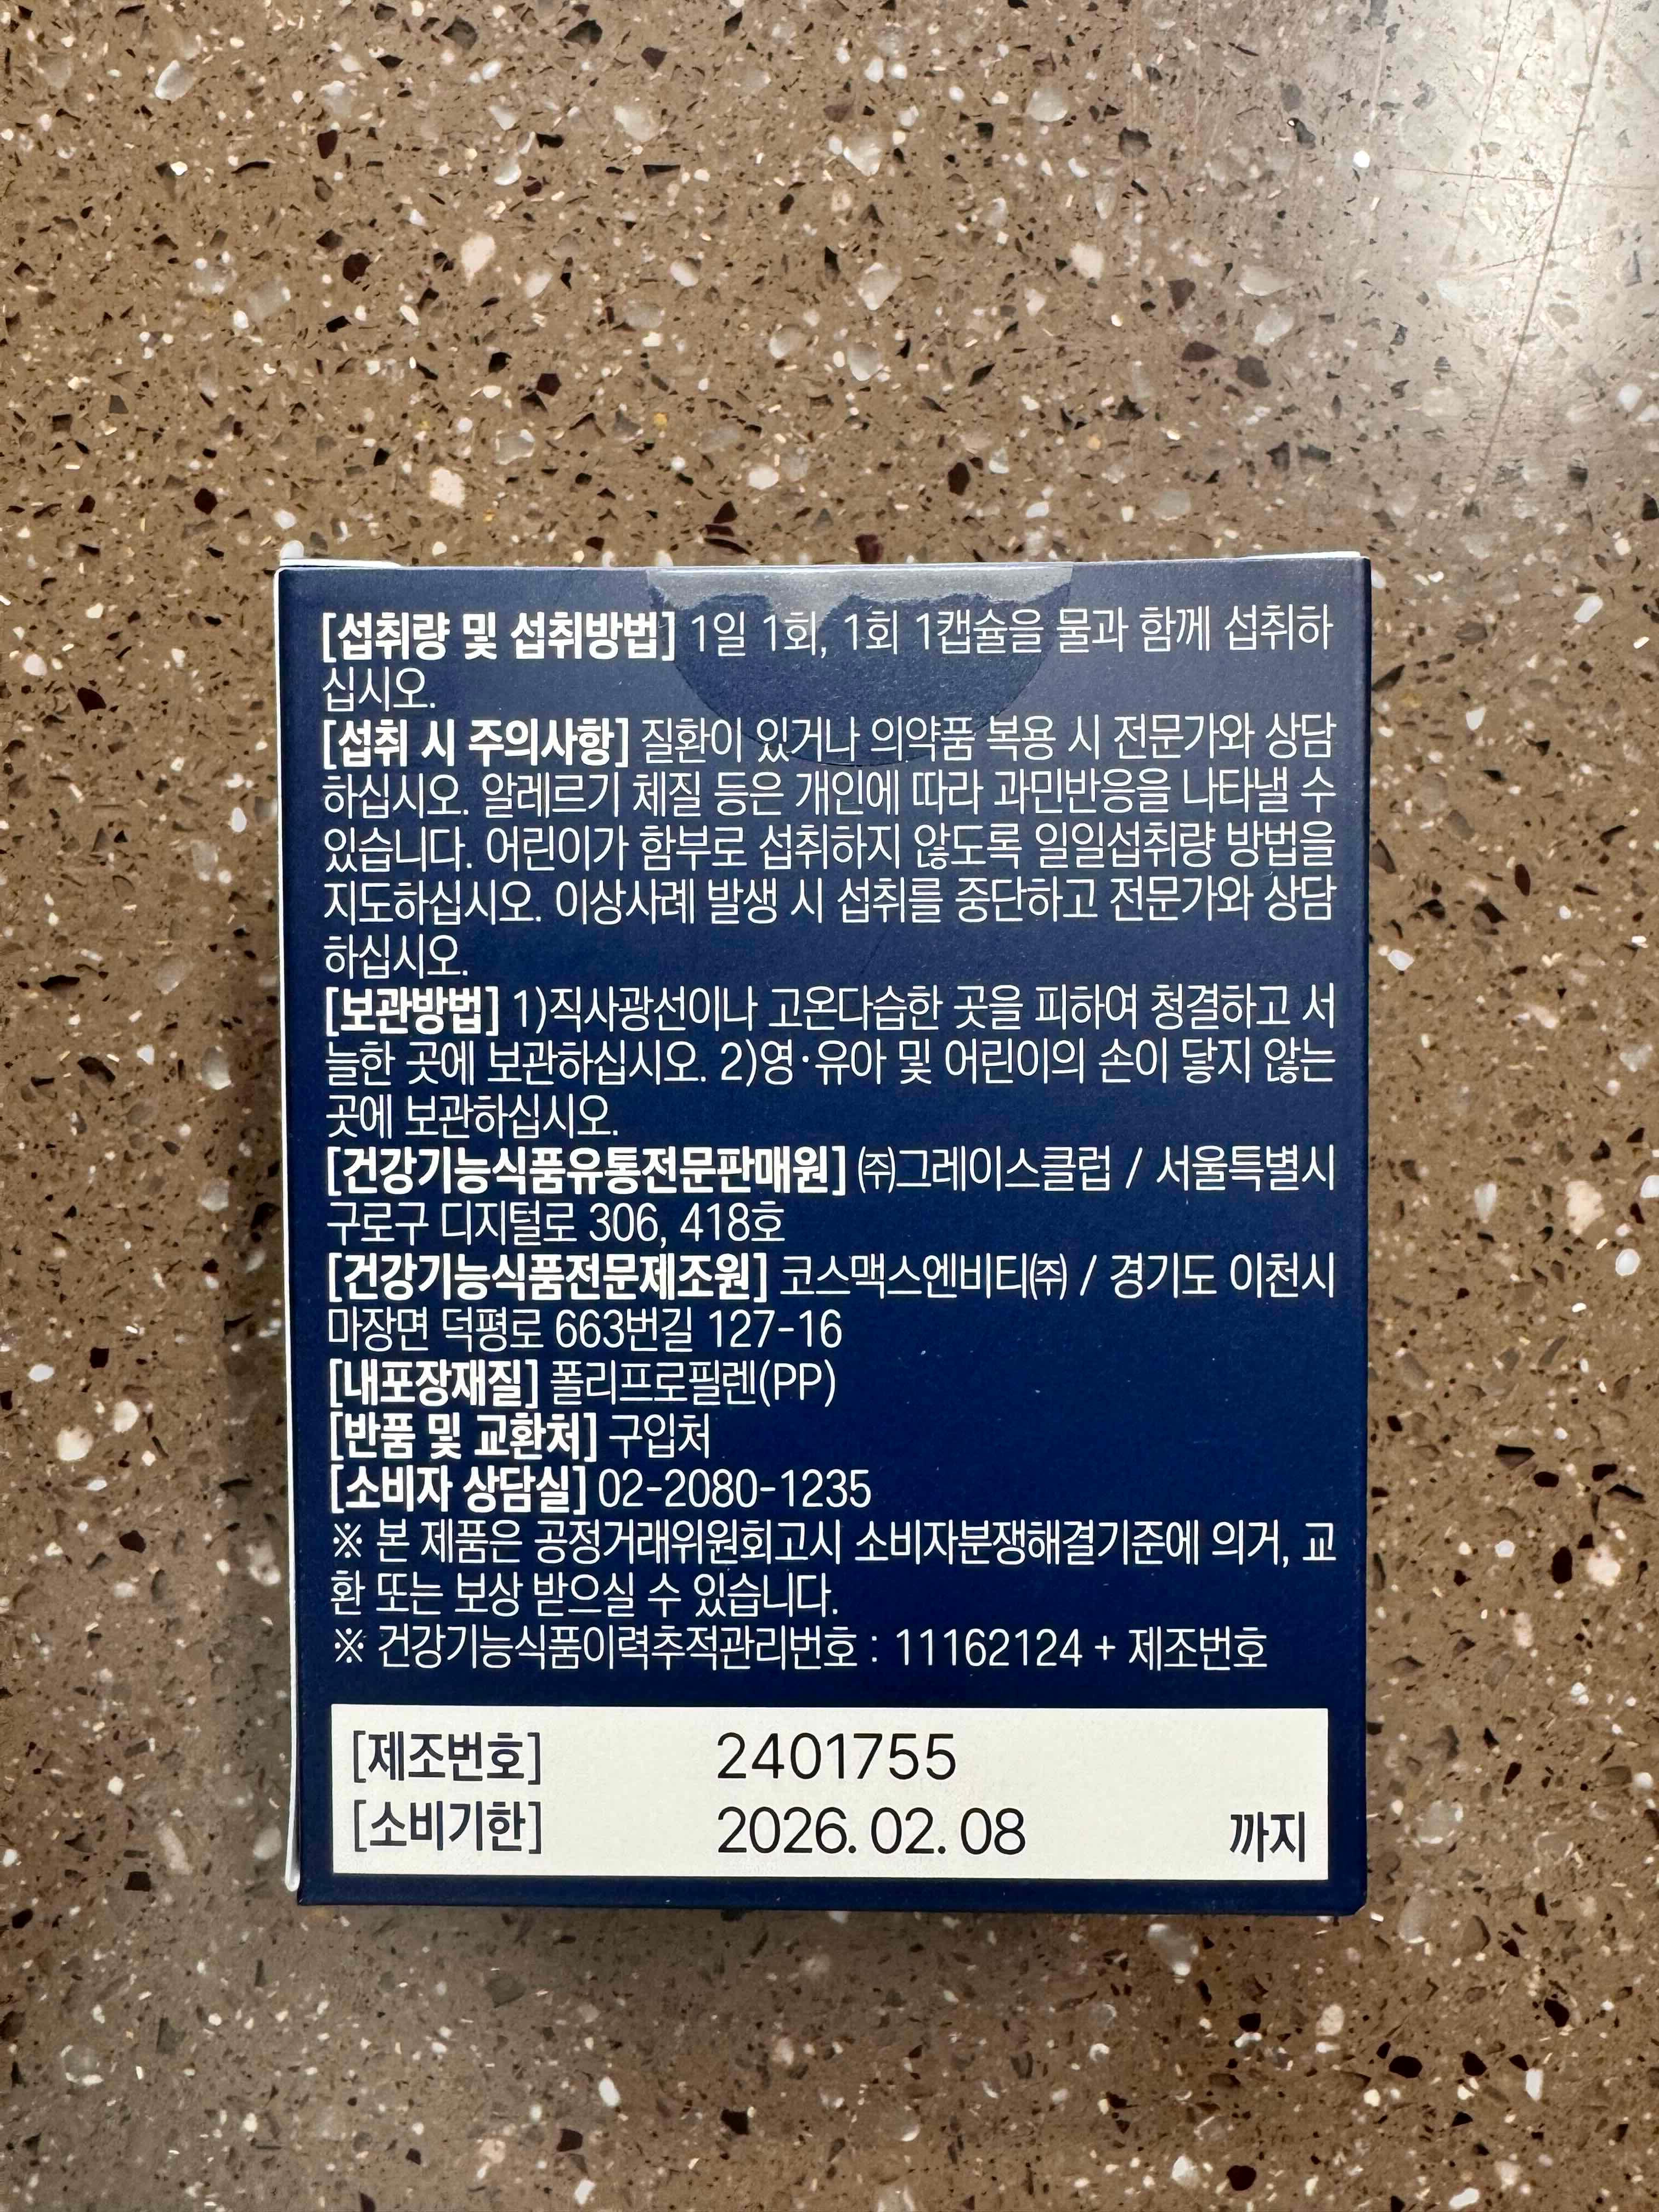 [섭취량 및 섭취방법] 1일 1회, 1회 1캡슐을 물과 함께 섭취하
십시오.
[섭취 시 주의사항] 질환이 있거나 의약품 복용 시 전문가와 상담
하십시오. 알레르기 체질 등은 개인에 따라 과민반응을 나타낼 수
있습니다. 어린이가 함부로 섭취하지 않도록 일일섭취량 방법을
지도하십시오. 이상사례 발생 시 섭취를 중단하고 전문가와 상담
하십시오.
[보관방법] 1)직사광선이나 고온다습한 곳을 피하여 청결하고 서
늘한 곳에 보관하십시오. 2)영·유아 및 어린이의 손이 닿지 않는
곳에 보관하십시오.
[건강기능식품유통전문판매원] ㈜그레이스클럽 / 서울특별시
구로구 디지털로 306, 418호
[건강기능식품전문제조원] 코스맥스엔비티㈜ / 경기도 이천시
마장면 덕평로 663번길 127-16
[내포장재질] 폴리프로필렌(PP)
[반품 및 교환처] 구입처
[소비자 상담실] 02-2080-1235
※ 본 제품은 공정거래위원회고시 소비자분쟁해결기준에 의거, 교
환 또는 보상 받으실 수 있습니다.
※ 건강기능식품이력추적관리번호 : 11162124 + 제조번호
[제조번호] 2401755
[소비기한] 2026. 02. 08 까지